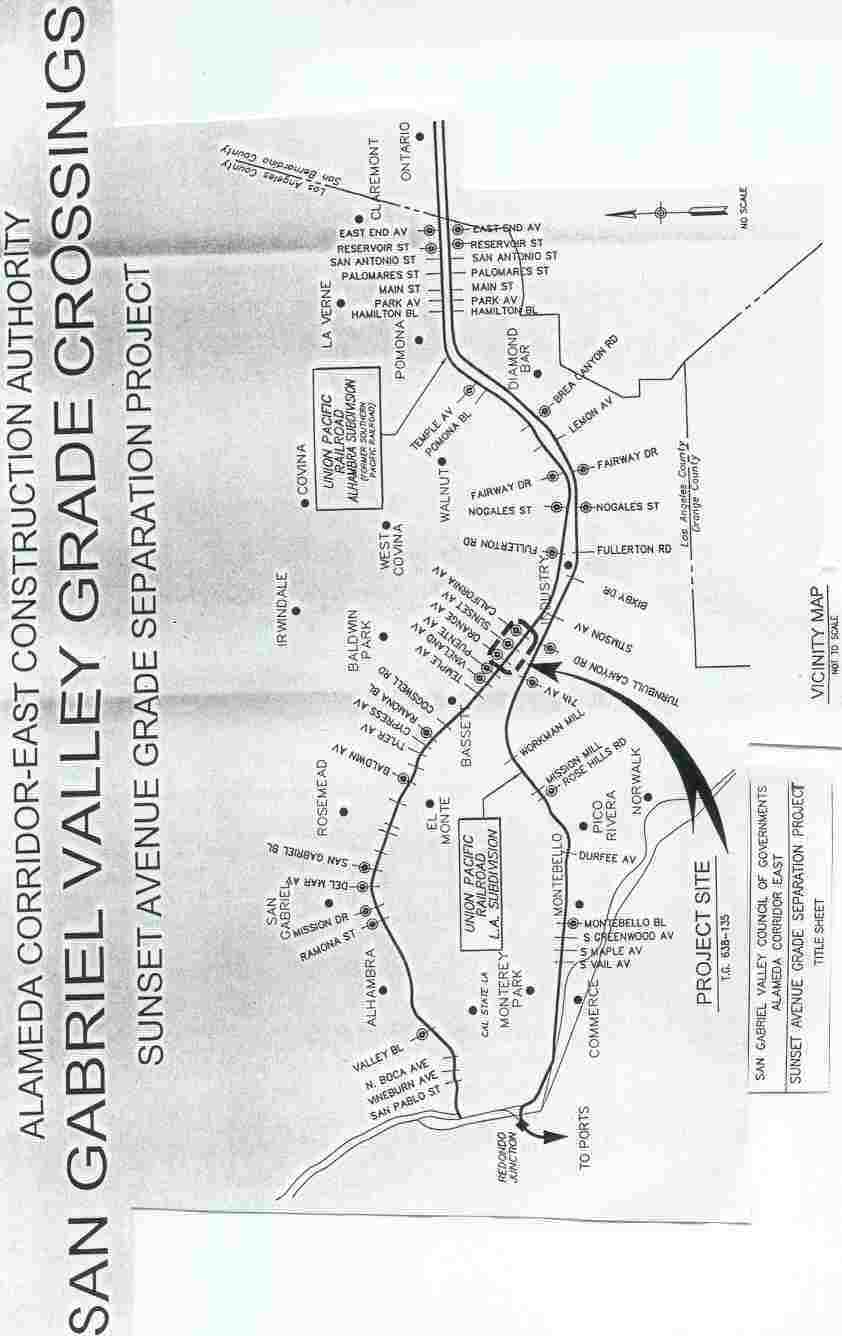 ALAMEDA CORRIDOR-EAST CONSTRUCTION AUTHORITY
SAN GABRIEL VALLEY GRADE CROSSINGS
SUNSET AVENUE GRADE SEPARATION PROJECT
Los Angeles County
San Bernardino County
CLAREMONT
ONTARIO
EAST END AV
RESERVOIR ST
SAN ANTONIO ST
PALOMARES ST
MAIN ST
PARK AV
HAMILTON BL
EAST END AV
RESERVOIR ST
SAN ANTONIO ST
PALOMARES ST
MAIN ST
PARK AV
HAMILTON BL
NO SCALE
LA VERNE
POMONA
DIAMOND
BAR
UNION PACIFIC
RAILROAD
ALHAMBRA SUBDIVISION
(FORMER SOUTHERN
PACIFIC RAILROAD)
TEMPLE AV
POMONA BL
BREA CANYON RD
LEMON AV
COVINA
WALNUT
FAIRWAY DR
FAIRWAY DR
NOGALES ST
NOGALES ST
WEST
COVINA
FULLERTON RD
FULLERTON RD
Los Angeles County
Orange County
IRWINDALE
BALDWIN
PARK
INDUSTRY
CALIFORNIA AV
SUNSET AV
ORANGE AV
PUENTE AV
VINELAND AV
TEMPLE AV
BIXBY DR
STIMSON AV
TURNBULL CANYON RD
7th AV
COGSWELL RD
RAMONA BL
CYPRESS AV
TYLER AV
BALDWIN AV
BASSET
WORKMAN MILL
MISSION MILL
ROSE HILLS RD
ROSEMEAD
EL
MONTE
PICO
RIVERA
NORWALK
SAN GABRIEL BL
DEL MAR AV
SAN
GABRIEL
MISSION DR
RAMONA ST
UNION PACIFIC
RAILROAD
L.A. SUBDIVISION
MONTEBELLO
DURFEE AV
MONTEBELLO BL
S GREENWOOD AV
S MAPLE AV
S VAIL AV
ALHAMBRA
CAL STATE LA
MONTEREY
PARK
COMMERCE
VALLEY BL
N. BOCA AVE
VINEBURN AVE
SAN PABLO ST
REDONDO
JUNCTION
TO PORTS
PROJECT SITE
T.G. 638-135
VICINITY MAP
NOT TO SCALE
SAN GABRIEL VALLEY COUNCIL OF GOVERNMENTS
ALAMEDA CORRIDOR EAST
SUNSET AVENUE GRADE SEPARATION PROJECT
TITLE SHEET